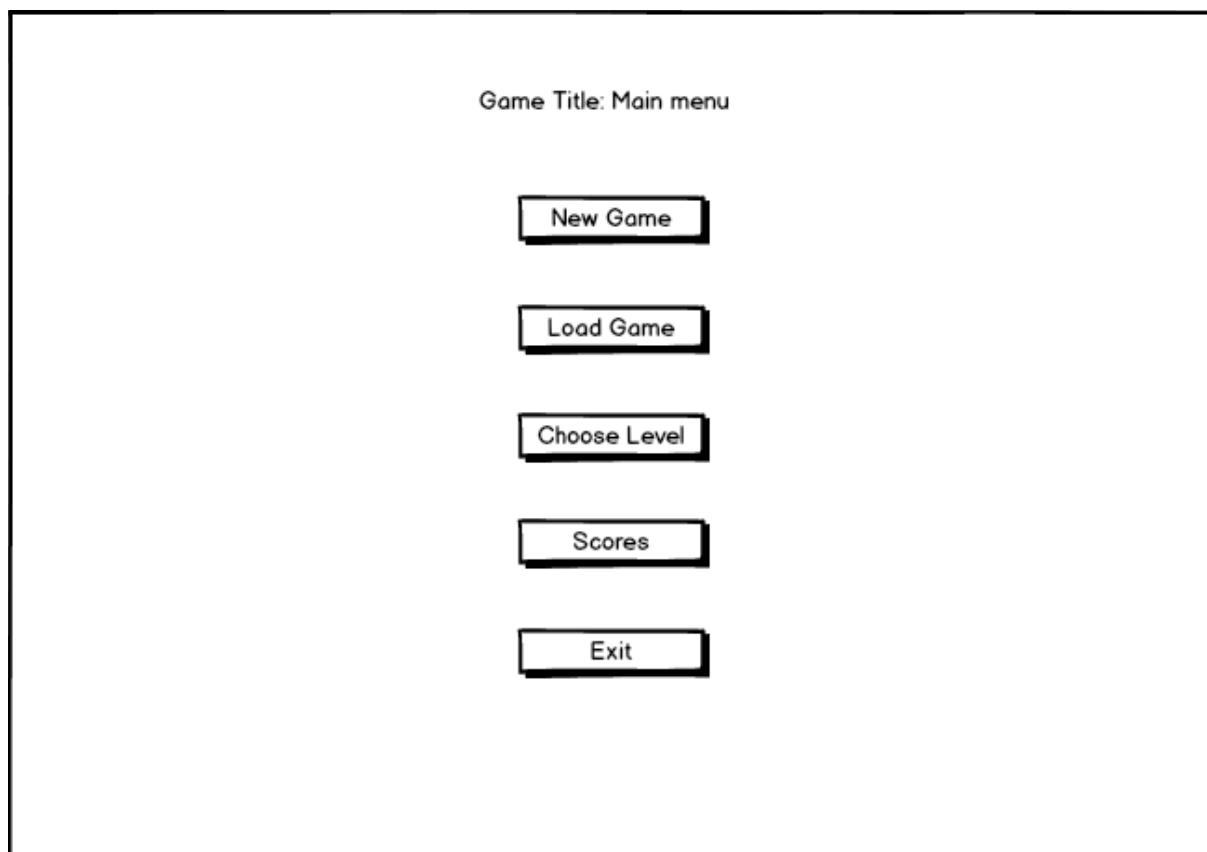 Game Title: Main menu
New Game
Load Game
Choose Level
Scores
Exit